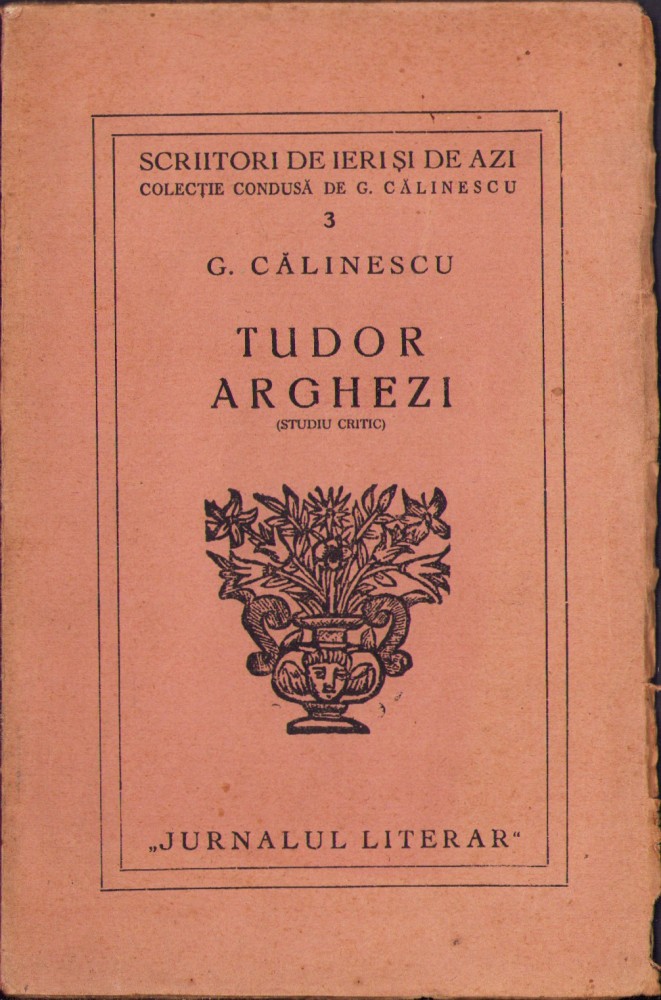 SCRIITORI DE IERI ŞI DE AZI
COLECŢIE CONDUSĂ DE G. CĂLINESCU
3
G. CĂLINESCU
TUDOR
ARGHEZI
(STUDIU CRITIC)
„JURNALUL LITERAR“